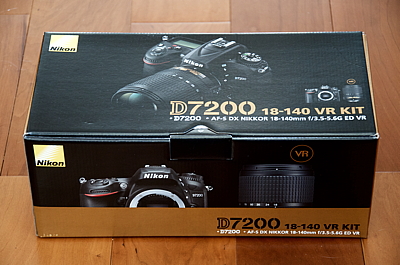 Nikon
D7200 18-140 VR KIT
• D7200 • AF-S DX NIKKOR 18-140mm f/3.5-5.6G ED VR
Nikon
Nikon
VR
D7200 18-140 VR KIT
• D7200 • AF-S DX NIKKOR 18-140mm f/3.5-5.6G ED VR